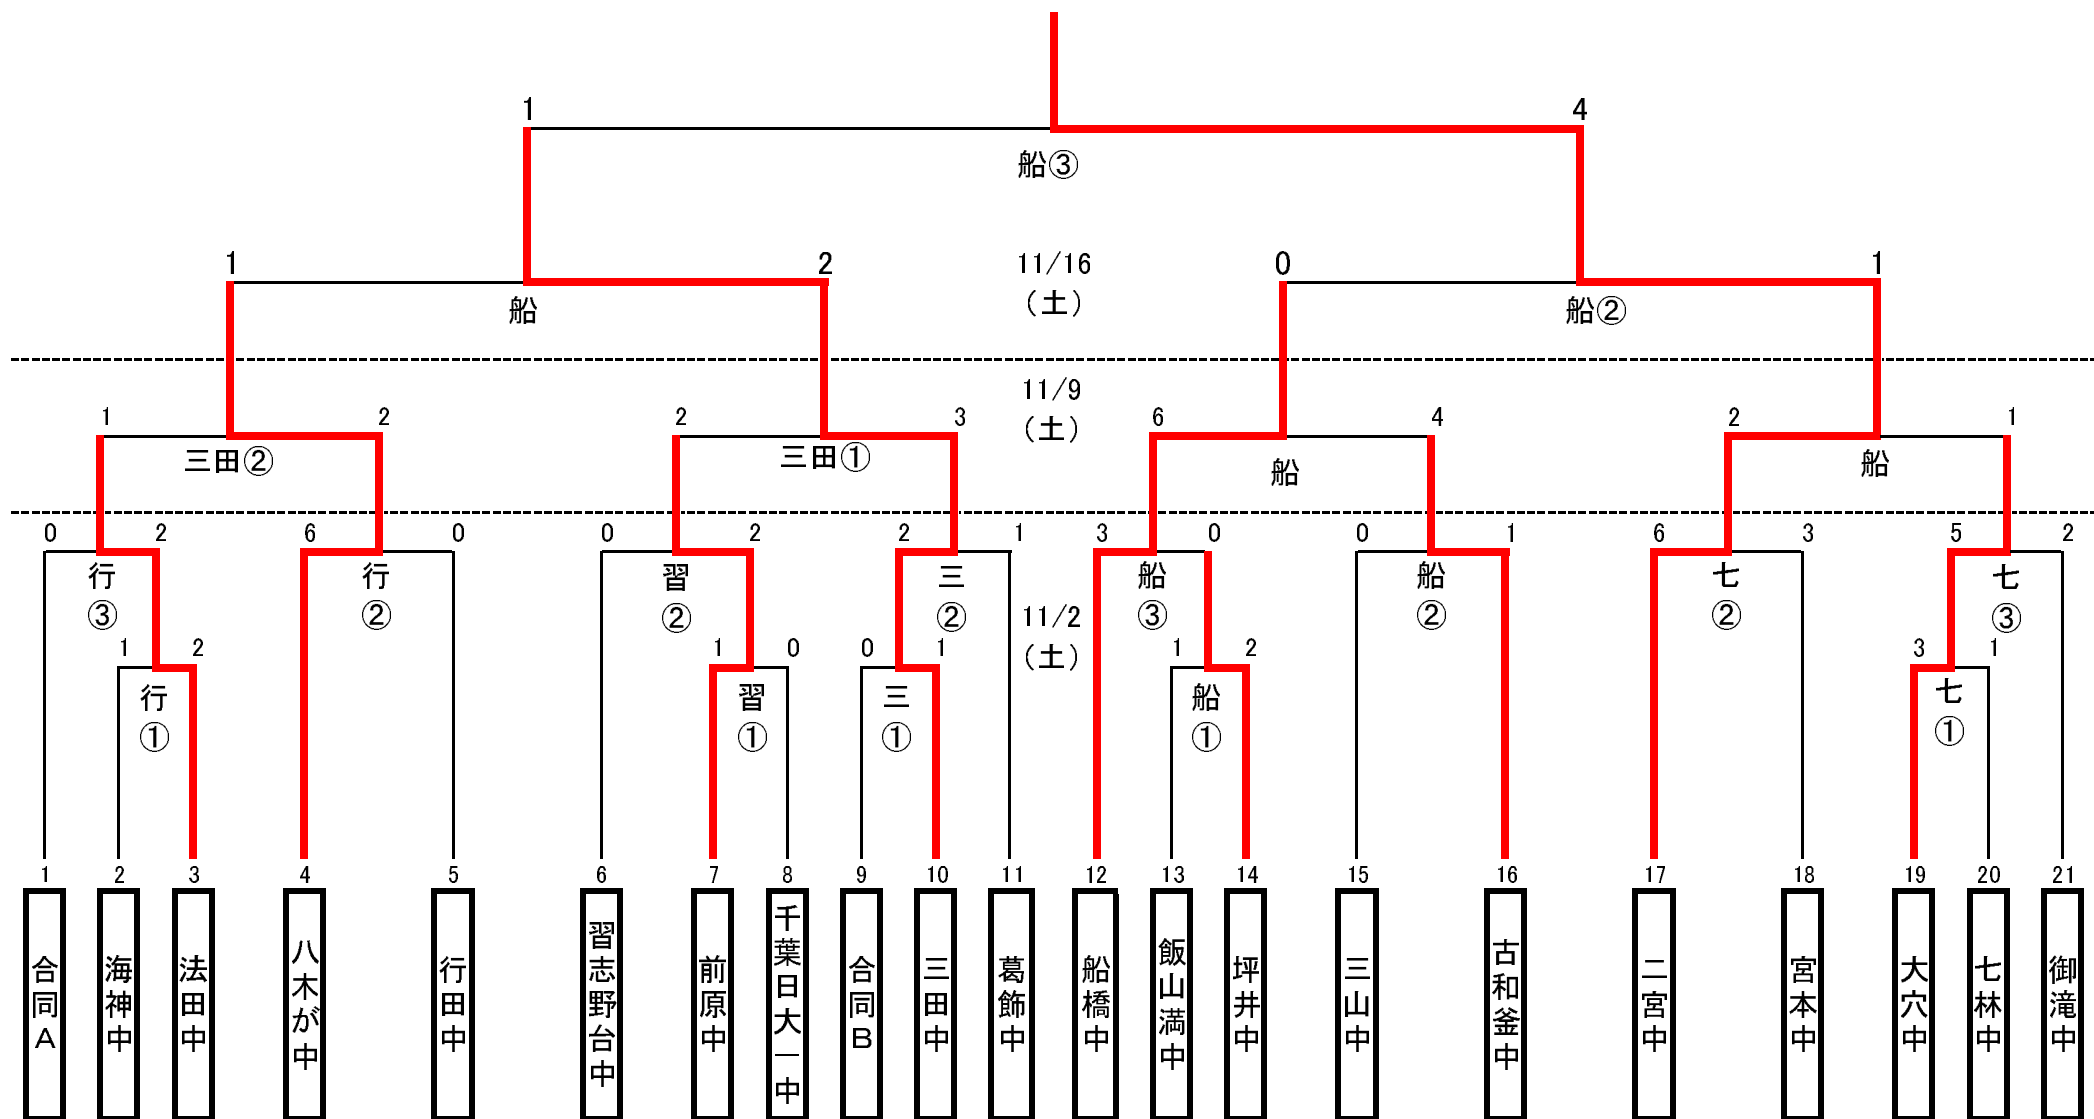 1 4
船③
1 2 11/16 0 1
（土）
船 船②
11/9
1 2 2 3 （土） 6 4 2 1
三田② 三田① 船 船
0 2 6 0 0 2 2 1 3 0 0 1 6 3 5 2
行 行 習 三 船 船 七 七
③ ② ② ② 11/2 ③ ② ② ③
1 2 1 0 0 1 （土） 1 2 3 1
行 習 三 船 七
① ① ① ① ①
1 2 3 4 5 6 7 8 9 10 11 12 13 14 15 16 17 18 19 20 21
合同A
海神中
法田中
八木が中
行田中
習志野台中
前原中
千葉日大一中
合同B
三田中
葛飾中
船橋中
飯山満中
坪井中
三山中
古和釜中
二宮中
宮本中
大穴中
七林中
御滝中